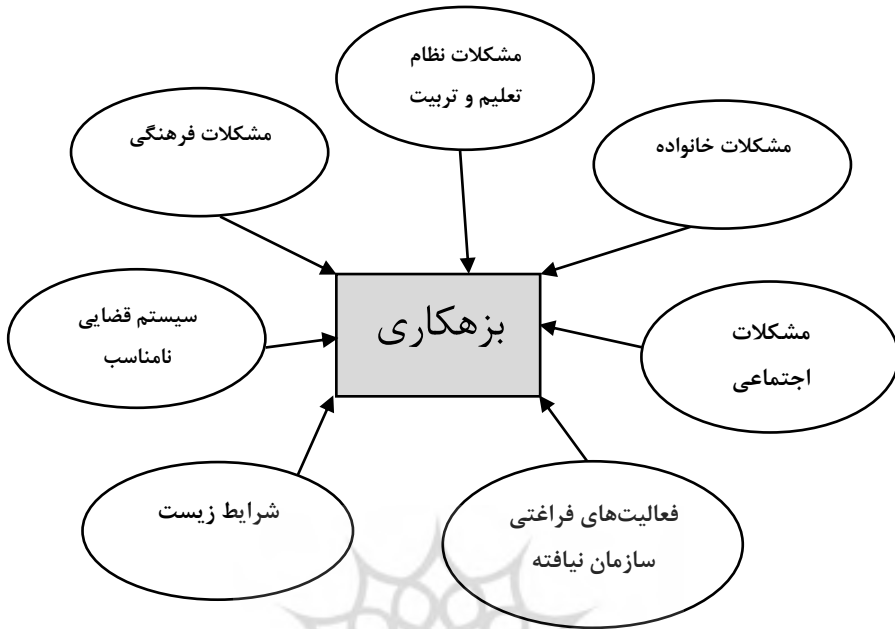 مشکلات نظام
تعلیم و تربیت
مشکلات خانواده
مشکلات فرهنگی
مشکلات
اجتماعی
سیستم قضایی
نامناسب
بزهکاری
فعالیت‌های فراغتی
سازمان نیافته
شرایط زیست